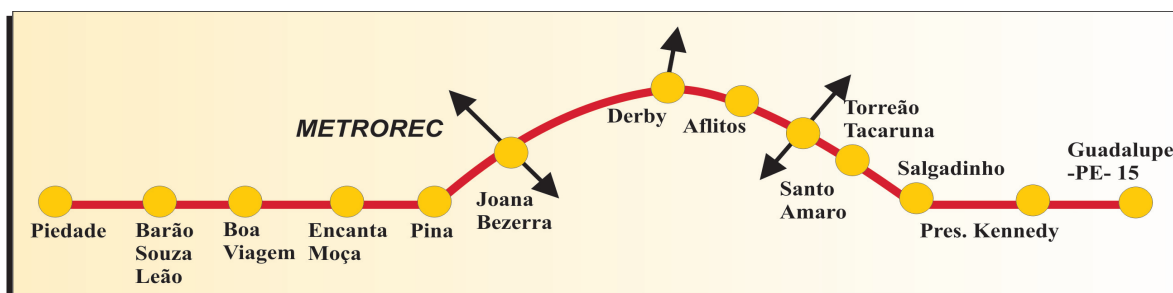 METROREC
Piedade
Barão
Souza
Leão
Boa
Viagem
Encanta
Moça
Pina
Joana
Bezerra
Derby
Aflitos
Santo
Amaro
Torreão
Tacaruna
Salgadinho
Pres. Kennedy
Guadalupe
-PE- 15